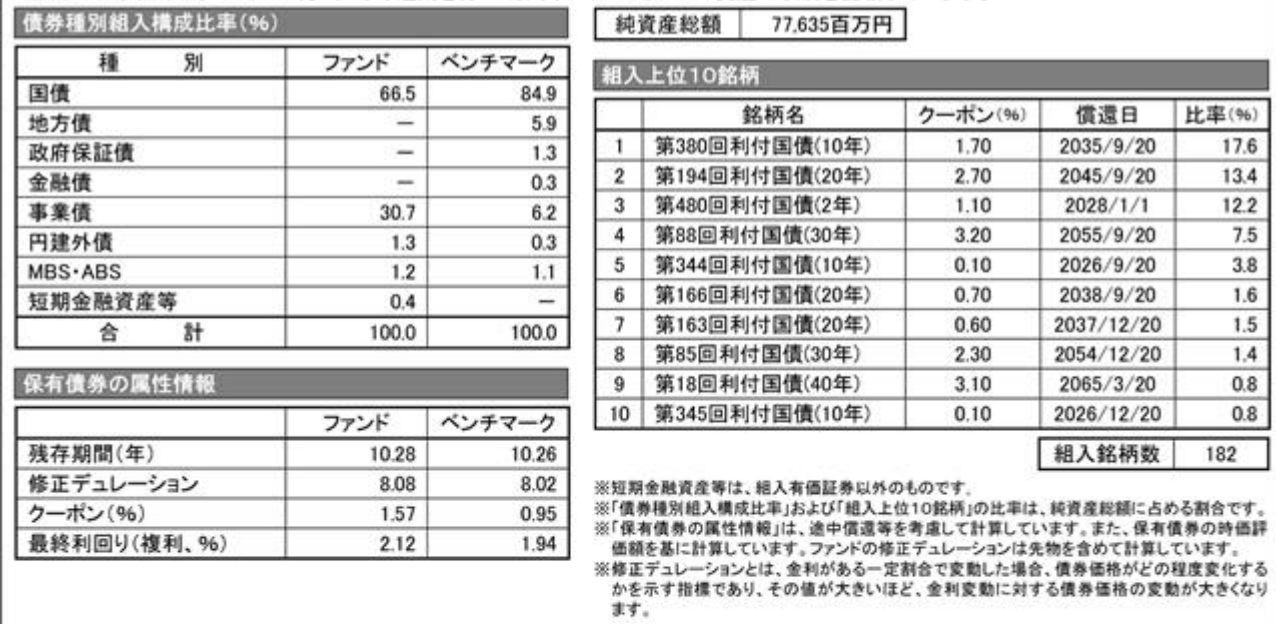 債券種別組入構成比率(%)
種 別 ファンド ベンチマーク
国債 66.5 84.9
地方債 — 5.9
政府保証債 — 1.3
金融債 — 0.3
事業債 30.7 6.2
円建外債 1.3 0.3
MBS・ABS 1.2 1.1
短期金融資産等 0.4 —
合 計 100.0 100.0
保有債券の属性情報
ファンド ベンチマーク
残存期間(年) 10.28 10.26
修正デュレーション 8.08 8.02
クーポン(%) 1.57 0.95
最終利回り(複利、%) 2.12 1.94
純資産総額 77,635百万円
組入上位10銘柄
銘柄名 クーポン(%) 償還日 比率(%)
1 第380回利付国債(10年) 1.70 2035/9/20 17.6
2 第194回利付国債(20年) 2.70 2045/9/20 13.4
3 第480回利付国債(2年) 1.10 2028/1/1 12.2
4 第88回利付国債(30年) 3.20 2055/9/20 7.5
5 第344回利付国債(10年) 0.10 2026/9/20 3.8
6 第166回利付国債(20年) 0.70 2038/9/20 1.6
7 第163回利付国債(20年) 0.60 2037/12/20 1.5
8 第85回利付国債(30年) 2.30 2054/12/20 1.4
9 第18回利付国債(40年) 3.10 2065/3/20 0.8
10 第345回利付国債(10年) 0.10 2026/12/20 0.8
組入銘柄数 182
※短期金融資産等は、組入有価証券以外のものです。
※「債券種別組入構成比率」および「組入上位10銘柄」の比率は、純資産総額に占める割合です。
※「保有債券の属性情報」は、途中償還等を考慮して計算しています。また、保有債券の時価評
価額を基に計算しています。ファンドの修正デュレーションは先物を含めて計算しています。
※修正デュレーションとは、金利がある一定割合で変動した場合、債券価格がどの程度変化する
かを示す指標であり、その値が大きいほど、金利変動に対する債券価格の変動が大きくなり
ます。